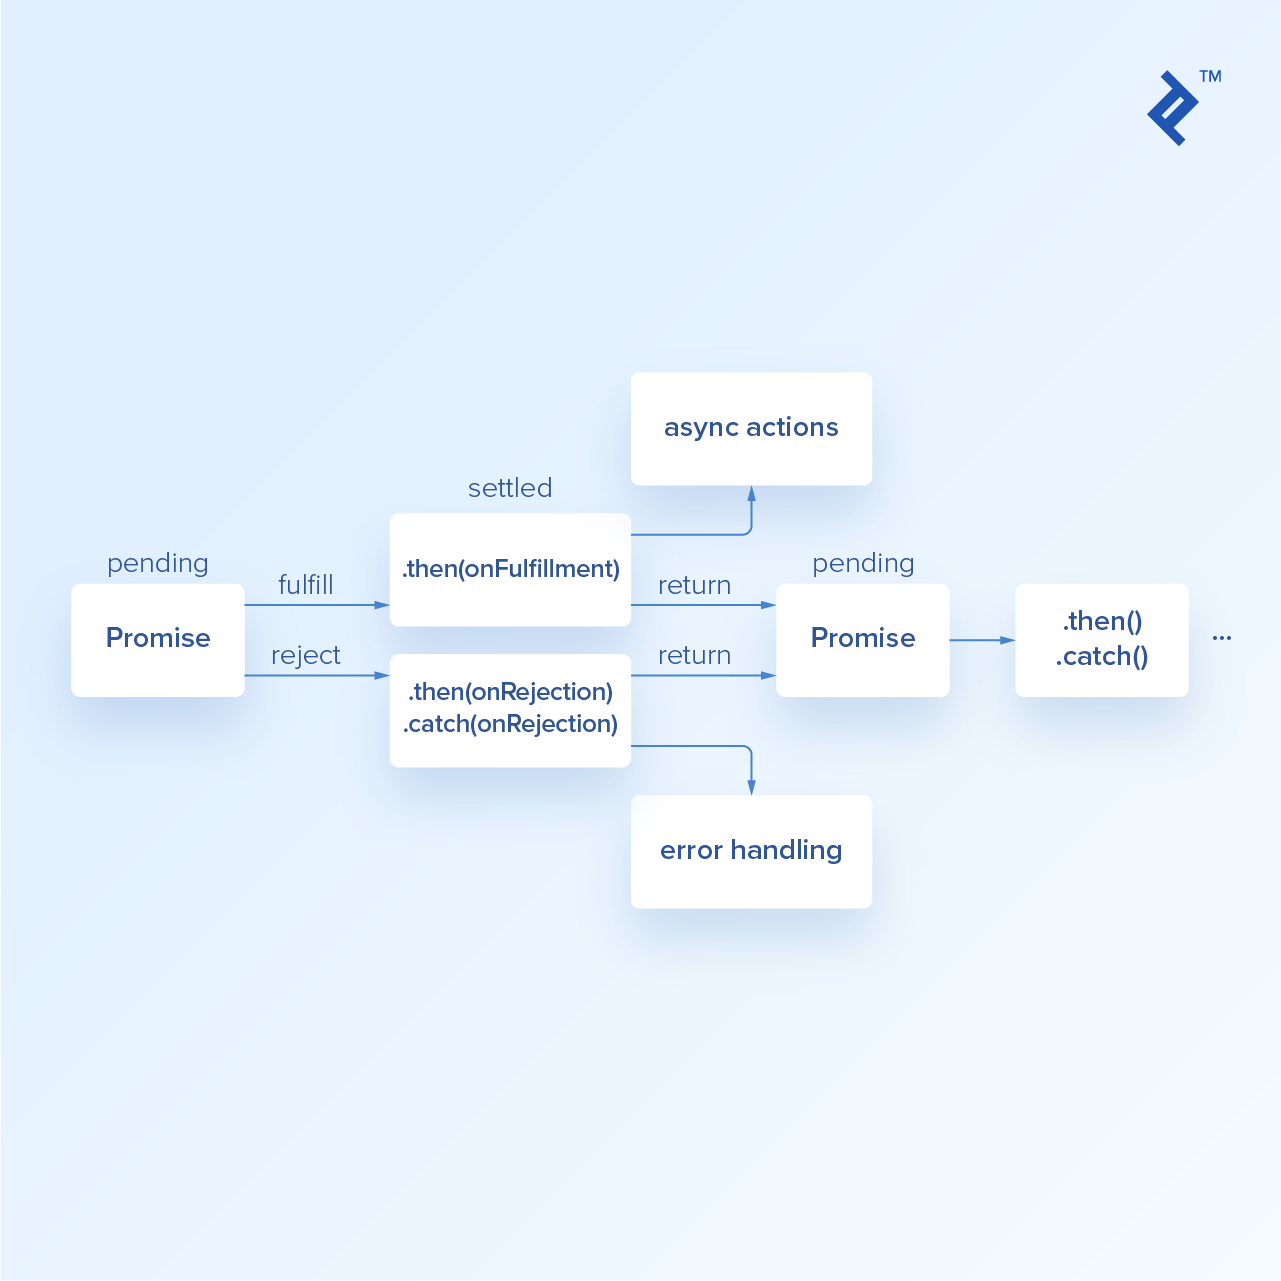 TM
async actions
settled
.then(onFulfillment)
pending
fulfill
return
pending
Promise
reject
.then(onRejection)
.catch(onRejection)
return
Promise
.then()
.catch()
...
error handling